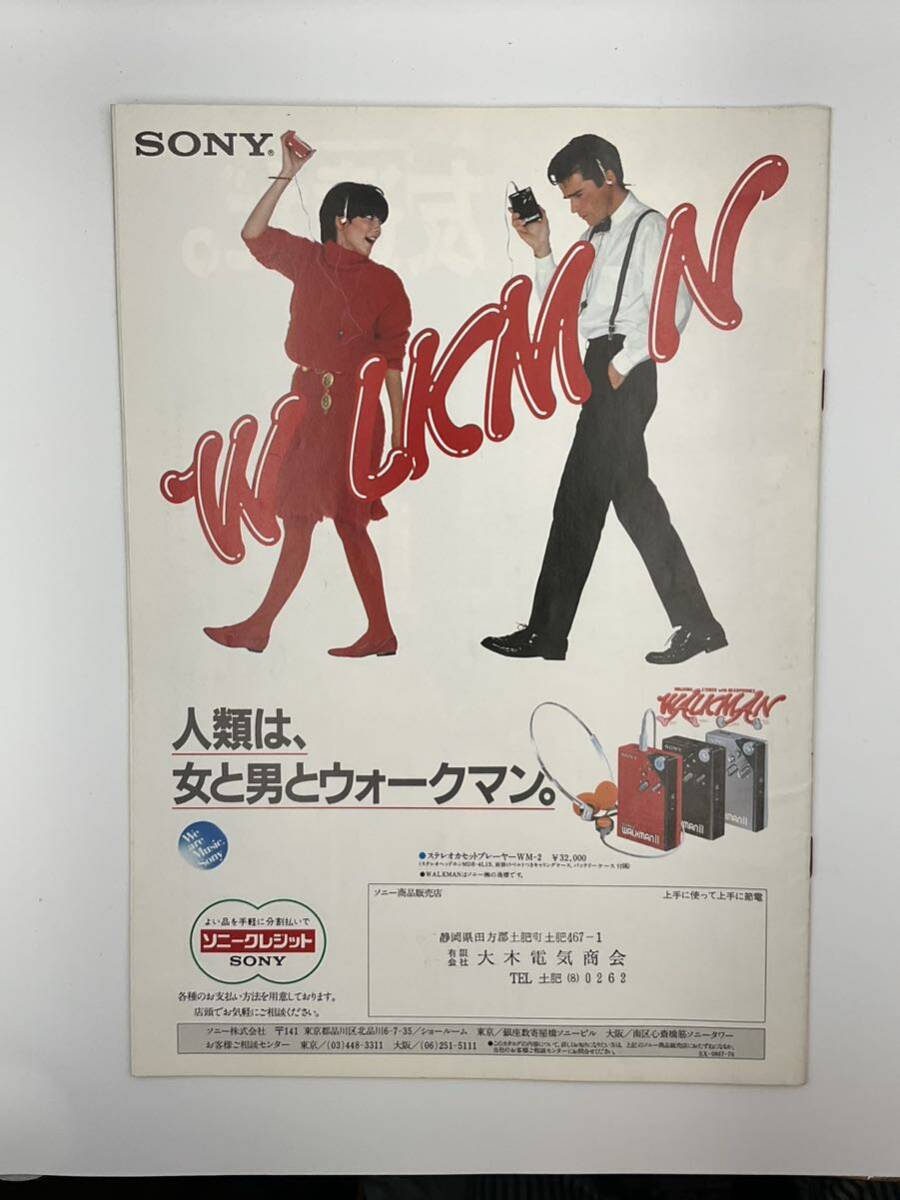 SONY®
WALKMAN
人類は、
女と男とウォークマン。
WALKMAN
SONY
WALKMAN II
SONY
WALKMAN II
SONY
WALKMAN II
We are Music. Sony
●ステレオカセットプレーヤーWM-2 ￥32,000
●WALKMANはソニー㈱の商標です。
よい品を手軽に分割払いで
ソニークレジット
SONY
各種のお支払い方法を用意しております。
店頭でお気軽にご相談ください。
ソニー商品販売店
上手に使って上手に節電
静岡県田方郡土肥町土肥467-1
有限会社 大木電気商会
TEL 土肥(8)0262
ソニー株式会社 〒141 東京都品川区北品川6-7-35/ショールーム 東京/銀座数寄屋橋ソニービル 大阪/南区心斎橋筋ソニータワー
お客様ご相談センター 東京/(03)448-3311 大阪/(06)251-5111